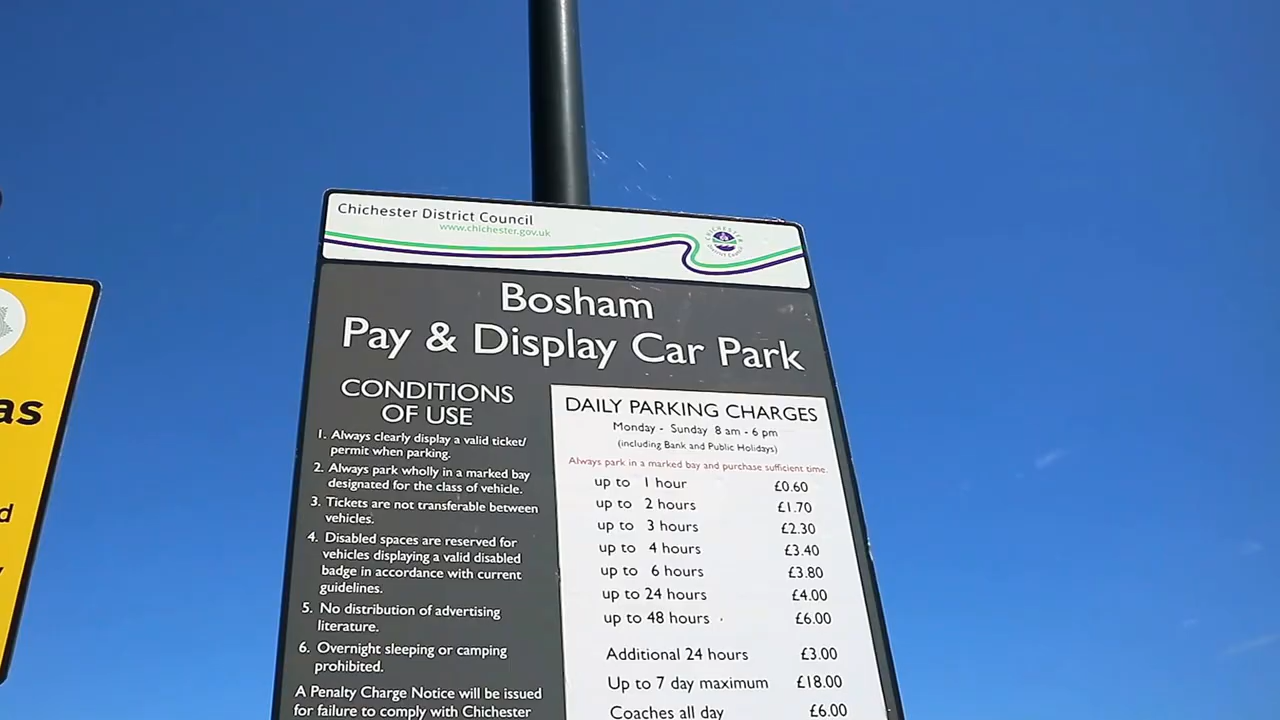 Chichester District Council
www.chichester.gov.uk
Bosham
Pay & Display Car Park
CONDITIONS
OF USE
1. Always clearly display a valid ticket/
permit when parking.
2. Always park wholly in a marked bay
designated for the class of vehicle.
3. Tickets are not transferable between
vehicles.
4. Disabled spaces are reserved for
vehicles displaying a valid disabled
badge in accordance with current
guidelines.
5. No distribution of advertising
literature.
6. Overnight sleeping or camping
prohibited.
A Penalty Charge Notice will be issued
for failure to comply with Chichester
DAILY PARKING CHARGES
Monday - Sunday 8 am - 6 pm
(including Bank and Public Holidays)
Always park in a marked bay and purchase sufficient time.
up to 1 hour £0.60
up to 2 hours £1.70
up to 3 hours £2.30
up to 4 hours £3.40
up to 6 hours £3.80
up to 24 hours £4.00
up to 48 hours £6.00
Additional 24 hours £3.00
Up to 7 day maximum £18.00
Coaches all day £6.00
as
d